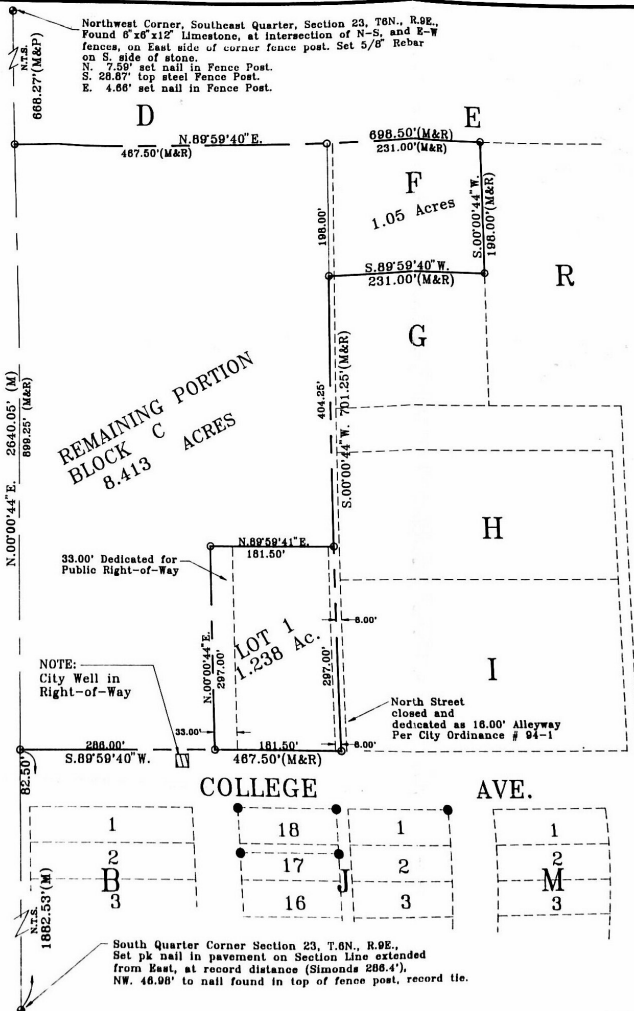 Northwest Corner, Southeast Quarter, Section 23, T6N., R.9E.,
Found 6"x6"x12" Limestone, at intersection of N-S, and E-W
fences, on East side of corner fence post. Set 5/8" Rebar
on S. side of stone.
N. 7.59' set nail in Fence Post.
S. 28.87' top steel Fence Post.
E. 4.66' set nail in Fence Post.
N.T.S.
668.27'(M&P)
D
E
N.89'59'40"E.
467.50'(M&R)
698.50'(M&R)
231.00'(M&R)
F
1.05 Acres
198.00'
S.00'00'44"W.
198.00'(M&R)
S.89'59'40"W.
231.00'(M&R)
R
G
REMAINING PORTION
BLOCK C
8.413 ACRES
N.00'00'44"E. 2640.05' (M)
899.25' (M&R)
404.25'
S.00'00'44"W. 701.25'(M&R)
N.89'59'41"E.
181.50'
H
33.00' Dedicated for
Public Right-of-Way
LOT 1
1.238 Ac.
N.00'00'44"E.
297.00'
297.00'
8.00'
I
NOTE:
City Well in
Right-of-Way
North Street
closed and
dedicated as 16.00' Alleyway
Per City Ordinance # 94-1
33.00'
286.00'
S.89'59'40"W.
181.50'
467.50'(M&R)
8.00'
82.50'
COLLEGE AVE.
1 18 1 1
2 17 2 2
B J M
3 16 3 3
N.T.S.
1882.53'(M)
South Quarter Corner Section 23, T.6N., R.9E.,
Set pk nail in pavement on Section Line extended
from East, at record distance (Simonds 286.4'),
NW. 46.98' to nail found in top of fence post, record tie.